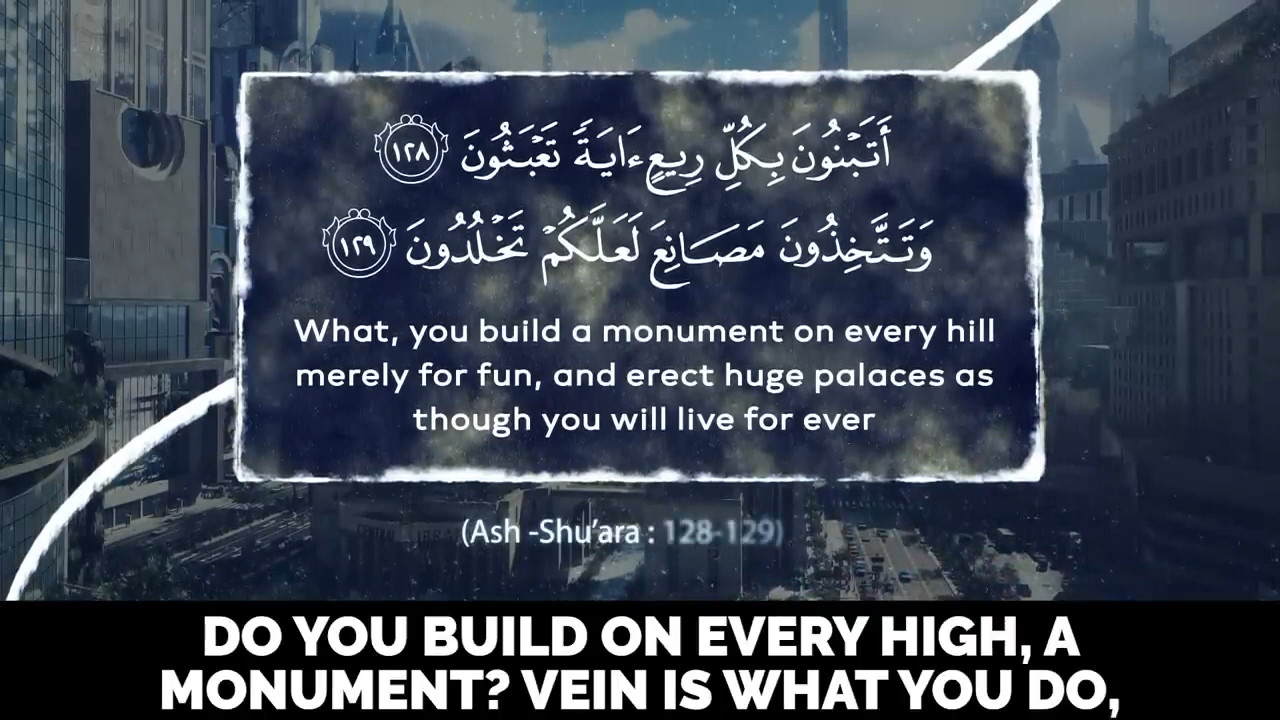 أَتَبْنُونَ بِكُلِّ رِيعٍ ءَايَةً تَعْبَثُونَ ١٢٨
وَتَتَّخِذُونَ مَصَانِعَ لَعَلَّكُمْ تَخْلُدُونَ ١٢٩
What, you build a monument on every hill
merely for fun, and erect huge palaces as
though you will live for ever
(Ash -Shu’ara : 128-129)
DO YOU BUILD ON EVERY HIGH, A
MONUMENT? VEIN IS WHAT YOU DO,